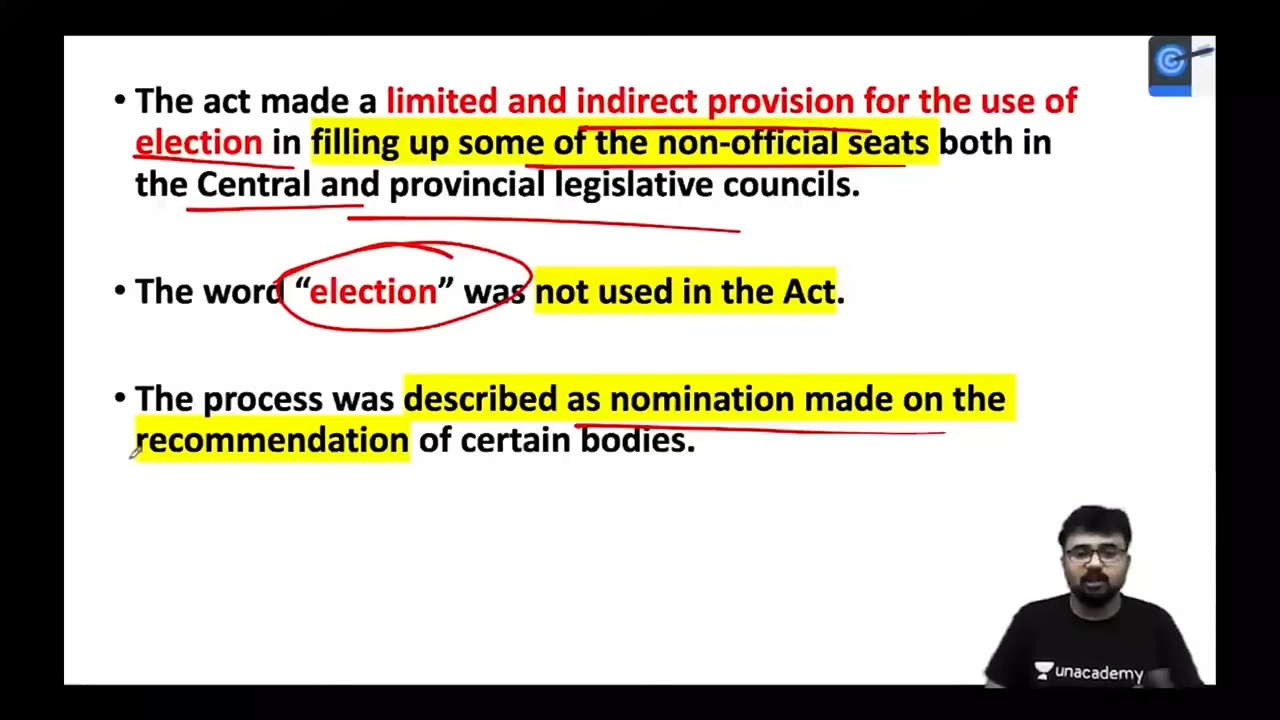 • The act made a limited and indirect provision for the use of
election in filling up some of the non-official seats both in
the Central and provincial legislative councils.
• The word “election” was not used in the Act.
• The process was described as nomination made on the
recommendation of certain bodies.
unacademy